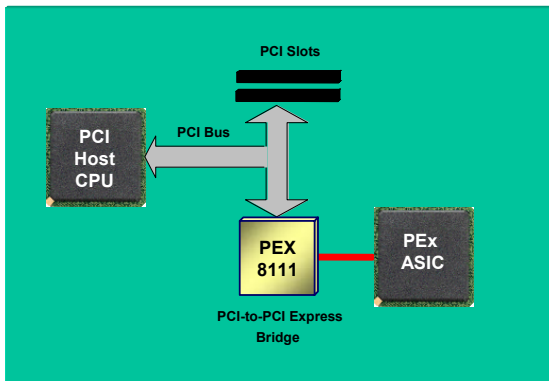 PCI Slots
PCI Bus
PCI
Host
CPU
PEX
8111
PEx
ASIC
PCI-to-PCI Express
Bridge